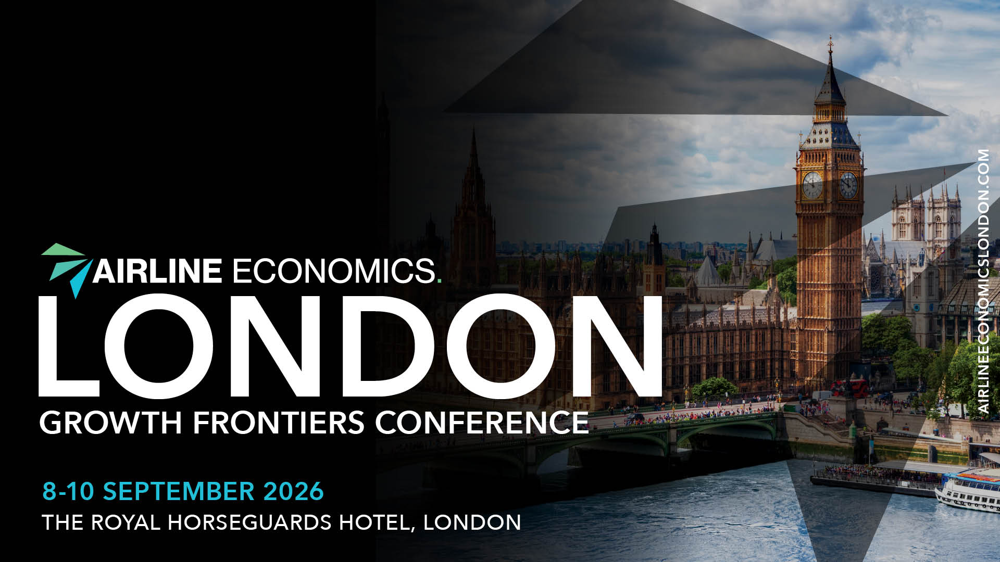 AIRLINE ECONOMICS.
LONDON
GROWTH FRONTIERS CONFERENCE
8-10 SEPTEMBER 2026
THE ROYAL HORSEGUARDS HOTEL, LONDON
AIRLINEECONOMICSLONDON.COM